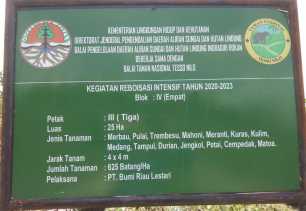 KEMENTERIAN LINGKUNGAN HIDUP DAN KEHUTANAN
DIREKTORAT JENDERAL PENGENDALIAN DAERAH ALIRAN SUNGAI DAN HUTAN LINDUNG
BALAI PENGELOLAAN DAERAH ALIRAN SUNGAI DAN HUTAN LINDUNG INDRAGIRI ROKAN
BEKERJA SAMA DENGAN
BALAI TAMAN NASIONAL TESSO NILO
KEGIATAN REBOISASI INTENSIF TAHUN 2020-2023
Blok : IV (Empat)
Petak : III ( Tiga )
Luas : 25 Ha
Jenis Tanaman : Merbau, Pulai, Trembesu, Mahoni, Meranti, Kuras, Kulim,
Medang, Tampui, Durian, Jengkol, Petai, Cempedak, Matoa.
Jarak Tanam : 4 x 4 m
Jumlah Tanaman : 625 Batang/Ha
Pelaksana : PT. Bumi Riau Lestari